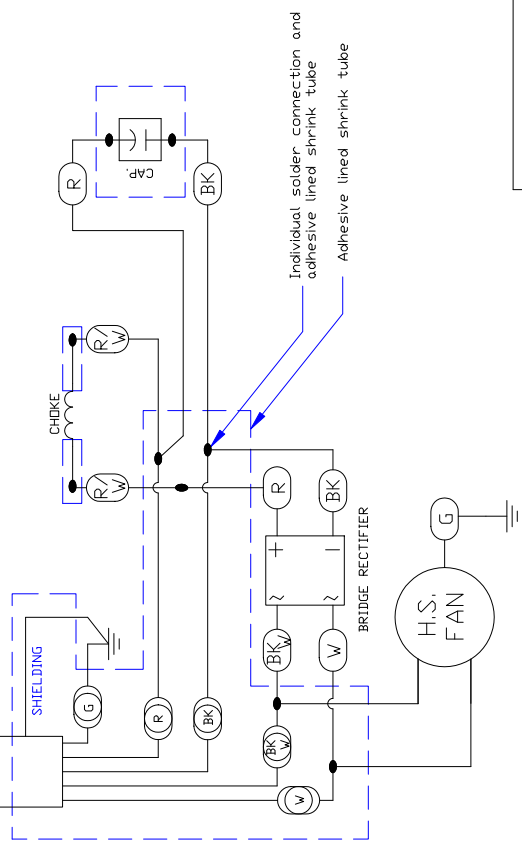 Individual solder connection and
adhesive lined shrink tube
Adhesive lined shrink tube
CAP.
R
BK
CHOKE
R/
W
R/
W
R
BK
+
-
~
~
BRIDGE RECTIFIER
G
H.S.
FAN
SHIELDING
BK
W
W
G
R
BK
BK
W
W